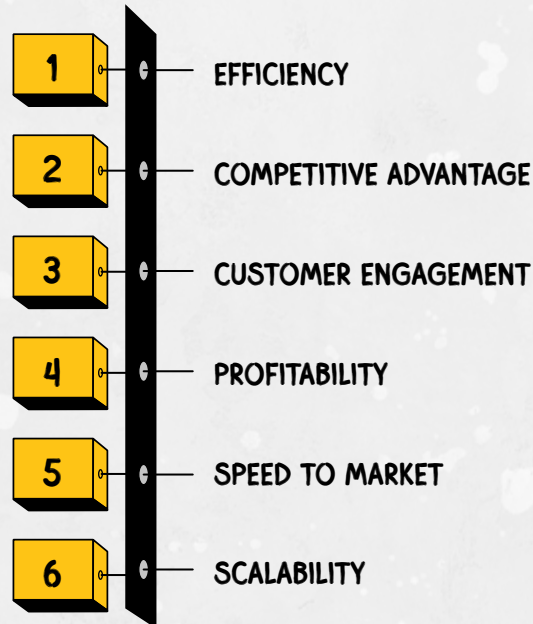 1 EFFICIENCY
2 COMPETITIVE ADVANTAGE
3 CUSTOMER ENGAGEMENT
4 PROFITABILITY
5 SPEED TO MARKET
6 SCALABILITY